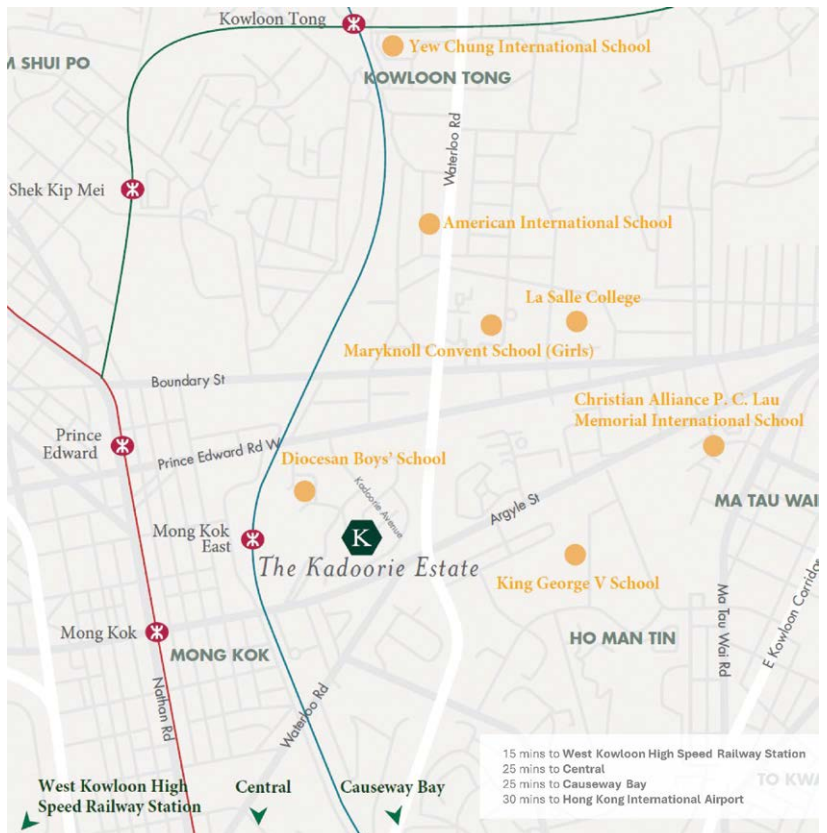 Kowloon Tong
Yew Chung International School
M SHUI PO
KOWLOON TONG
Waterloo Rd
Shek Kip Mei
American International School
La Salle College
Maryknoll Convent School (Girls)
Boundary St
Christian Alliance P. C. Lau
Memorial International School
Prince
Edward
Prince Edward Rd W
Diocesan Boys' School
Kadoorie Avenue
Argyle St
MA TAU WAI
Mong Kok
East
K
The Kadoorie Estate
King George V School
Ma Tau Wai Rd
E Kowloon Corridor
Mong Kok
MONG KOK
HO MAN TIN
Nathan Rd
Waterloo Rd
15 mins to West Kowloon High Speed Railway Station
25 mins to Central
25 mins to Causeway Bay
30 mins to Hong Kong International Airport
TO KWA
West Kowloon High
Speed Railway Station
Central
Causeway Bay